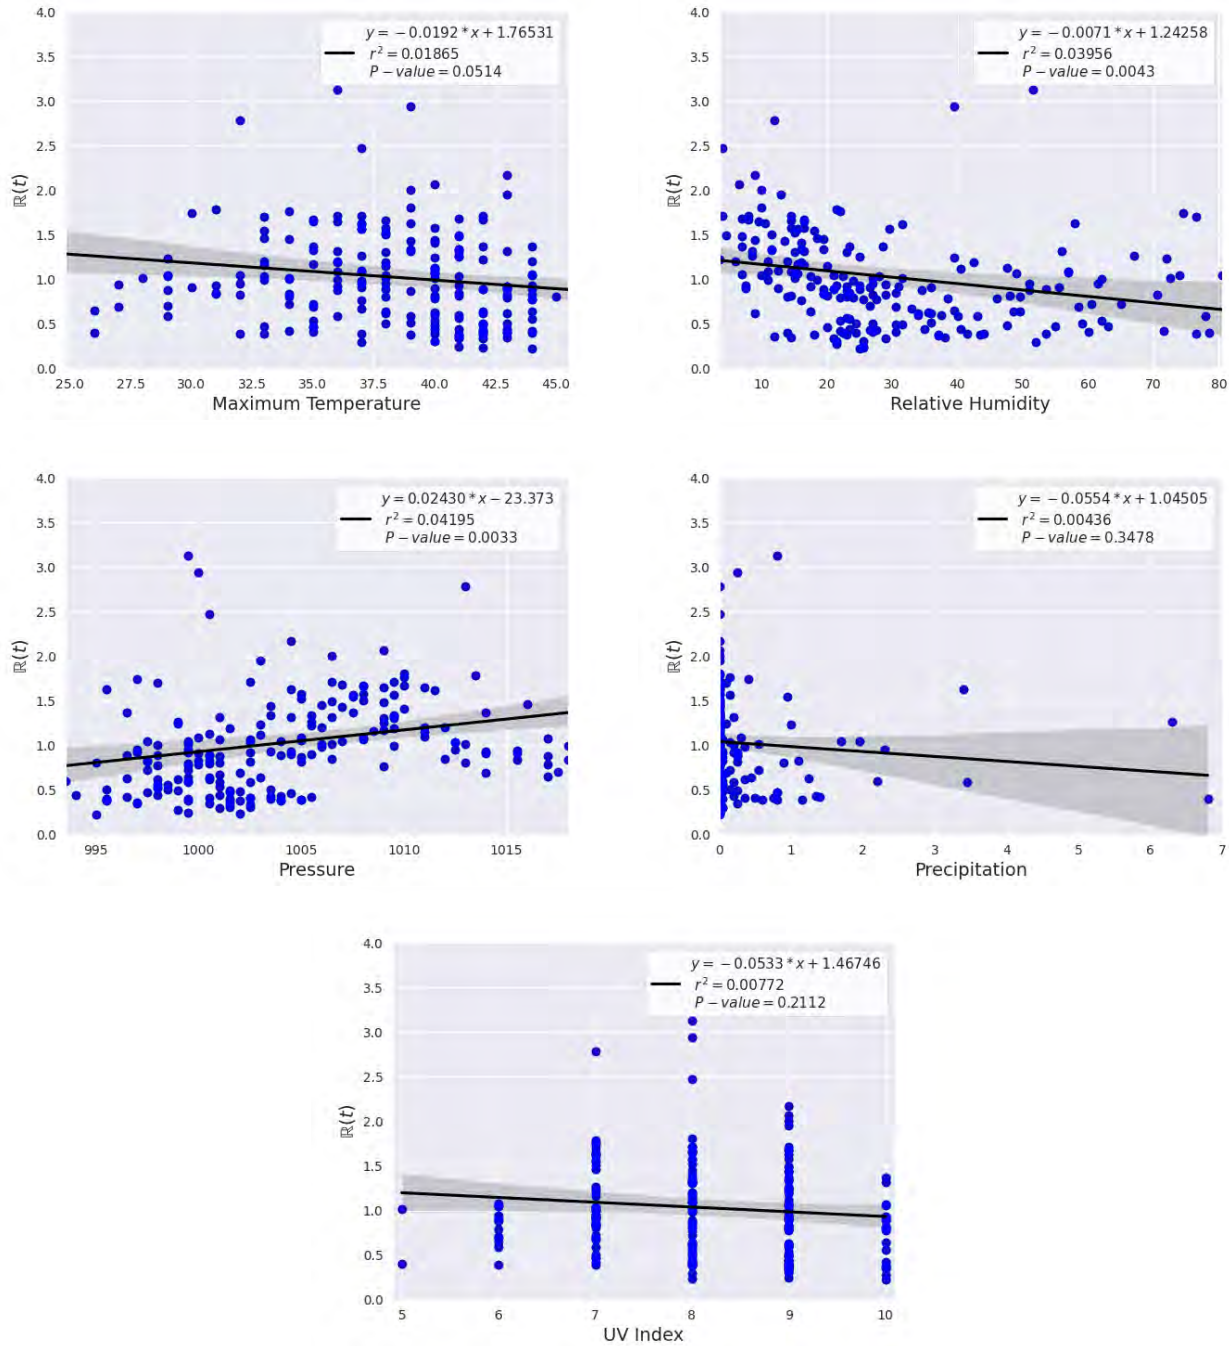 4.0
3.5
3.0
2.5
2.0
1.5
1.0
0.5
0.0
ℝ(t)
y = −0.0192 * x + 1.76531
r² = 0.01865
P − value = 0.0514
25.0 27.5 30.0 32.5 35.0 37.5 40.0 42.5 45.0
Maximum Temperature
4.0
3.5
3.0
2.5
2.0
1.5
1.0
0.5
0.0
ℝ(t)
y = −0.0071 * x + 1.24258
r² = 0.03956
P − value = 0.0043
10 20 30 40 50 60 70 80
Relative Humidity
4.0
3.5
3.0
2.5
2.0
1.5
1.0
0.5
0.0
ℝ(t)
y = 0.02430 * x − 23.373
r² = 0.04195
P − value = 0.0033
995 1000 1005 1010 1015
Pressure
4.0
3.5
3.0
2.5
2.0
1.5
1.0
0.5
0.0
ℝ(t)
y = −0.0554 * x + 1.04505
r² = 0.00436
P − value = 0.3478
0 1 2 3 4 5 6 7
Precipitation
4.0
3.5
3.0
2.5
2.0
1.5
1.0
0.5
0.0
ℝ(t)
y = −0.0533 * x + 1.46746
r² = 0.00772
P − value = 0.2112
5 6 7 8 9 10
UV Index